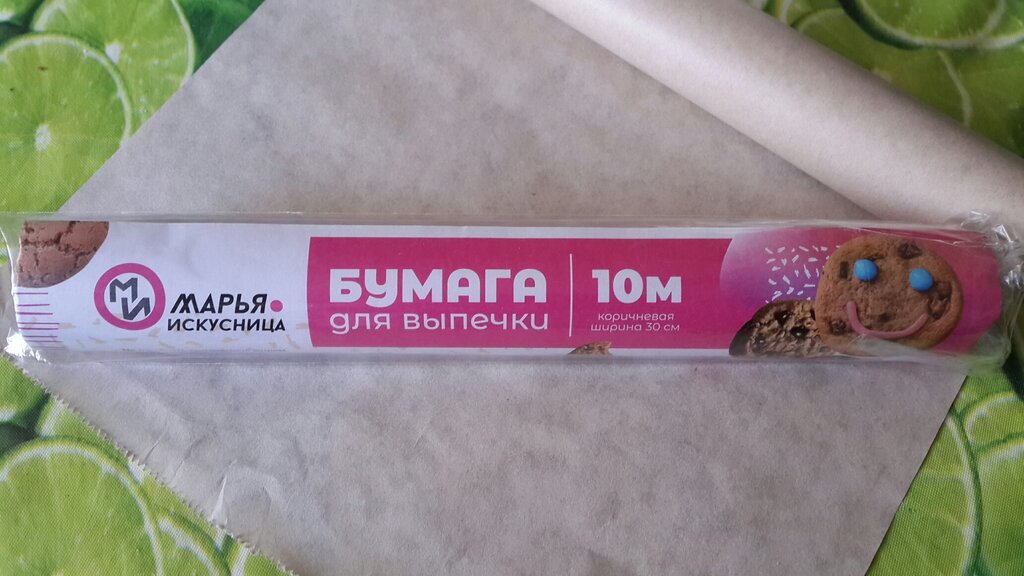 МИ
МАРЬЯ
ИСКУСНИЦА
БУМАГА
для выпечки
10м
коричневая
ширина 30 см